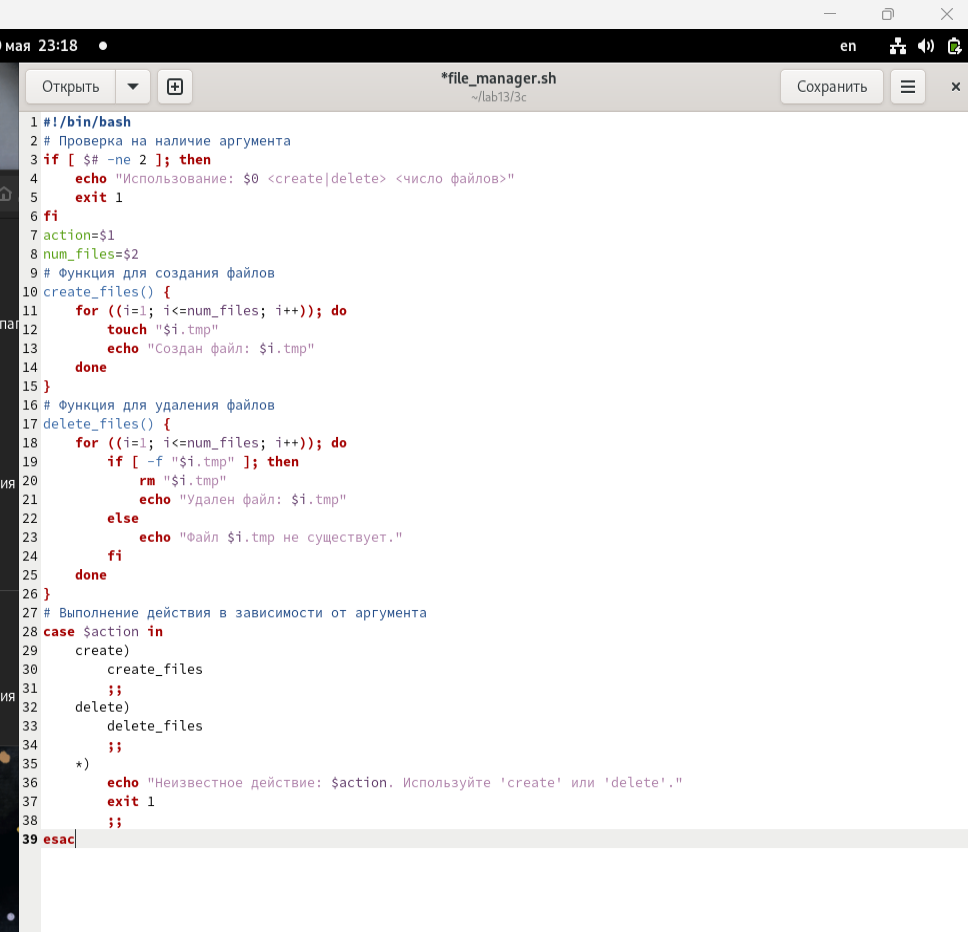 мая 23:18
en
Открыть
*file_manager.sh
~/lab13/3c
Сохранить
1 #!/bin/bash
2 # Проверка на наличие аргумента
3 if [ $# -ne 2 ]; then
4     echo "Использование: $0 <create|delete> <число файлов>"
5     exit 1
6 fi
7 action=$1
8 num_files=$2
9 # Функция для создания файлов
10 create_files() {
11     for ((i=1; i<=num_files; i++)); do
12         touch "$i.tmp"
13         echo "Создан файл: $i.tmp"
14     done
15 }
16 # Функция для удаления файлов
17 delete_files() {
18     for ((i=1; i<=num_files; i++)); do
19         if [ -f "$i.tmp" ]; then
20             rm "$i.tmp"
21             echo "Удален файл: $i.tmp"
22         else
23             echo "Файл $i.tmp не существует."
24         fi
25     done
26 }
27 # Выполнение действия в зависимости от аргумента
28 case $action in
29     create)
30         create_files
31         ;;
32     delete)
33         delete_files
34         ;;
35     *)
36         echo "Неизвестное действие: $action. Используйте 'create' или 'delete'."
37         exit 1
38         ;;
39 esac